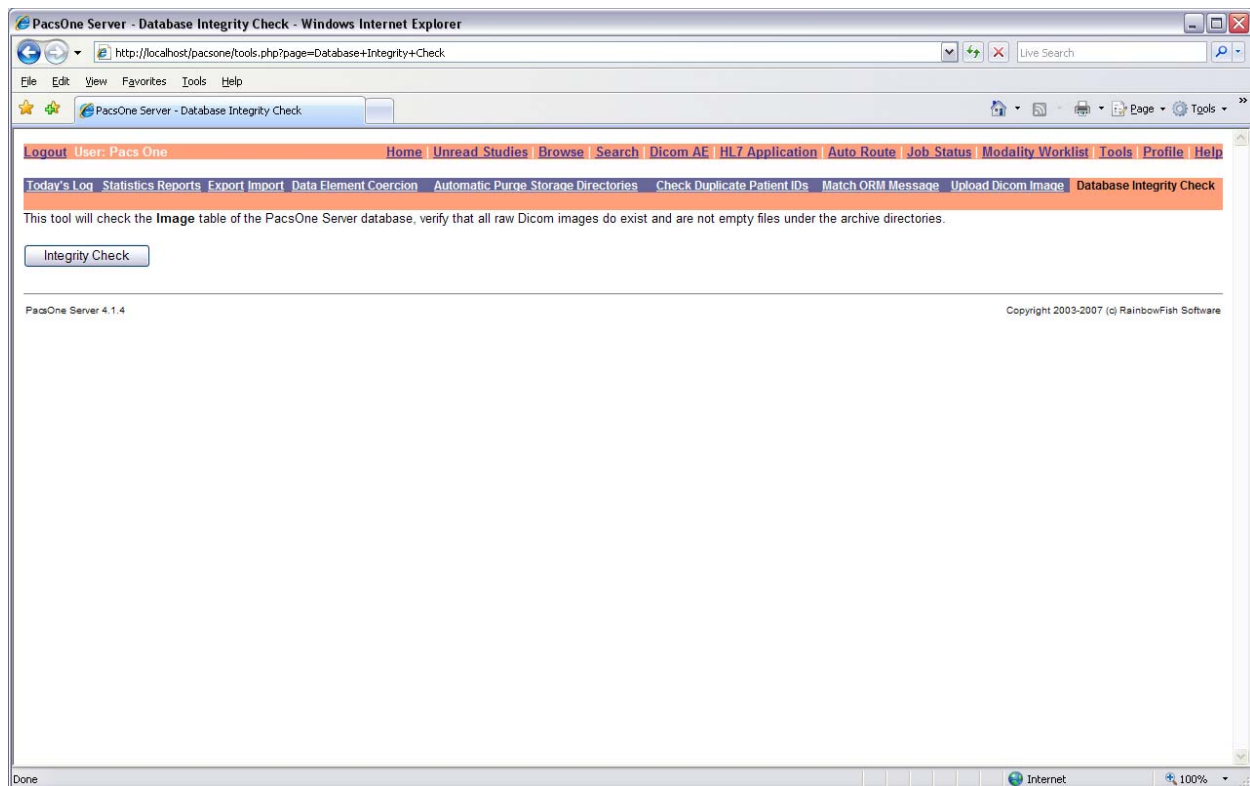 PacsOne Server - Database Integrity Check - Windows Internet Explorer
http://localhost/pacsone/tools.php?page=Database+Integrity+Check
Live Search
File Edit View Favorites Tools Help
PacsOne Server - Database Integrity Check
Page Tools »
Logout User: Pacs One Home | Unread Studies | Browse | Search | Dicom AE | HL7 Application | Auto Route | Job Status | Modality Worklist | Tools | Profile | Help
Today's Log Statistics Reports Export Import Data Element Coercion Automatic Purge Storage Directories Check Duplicate Patient IDs Match ORM Message Upload Dicom Image Database Integrity Check
This tool will check the Image table of the PacsOne Server database, verify that all raw Dicom images do exist and are not empty files under the archive directories.
Integrity Check
PacsOne Server 4.1.4 Copyright 2003-2007 (c) RainbowFish Software
Done Internet 100%